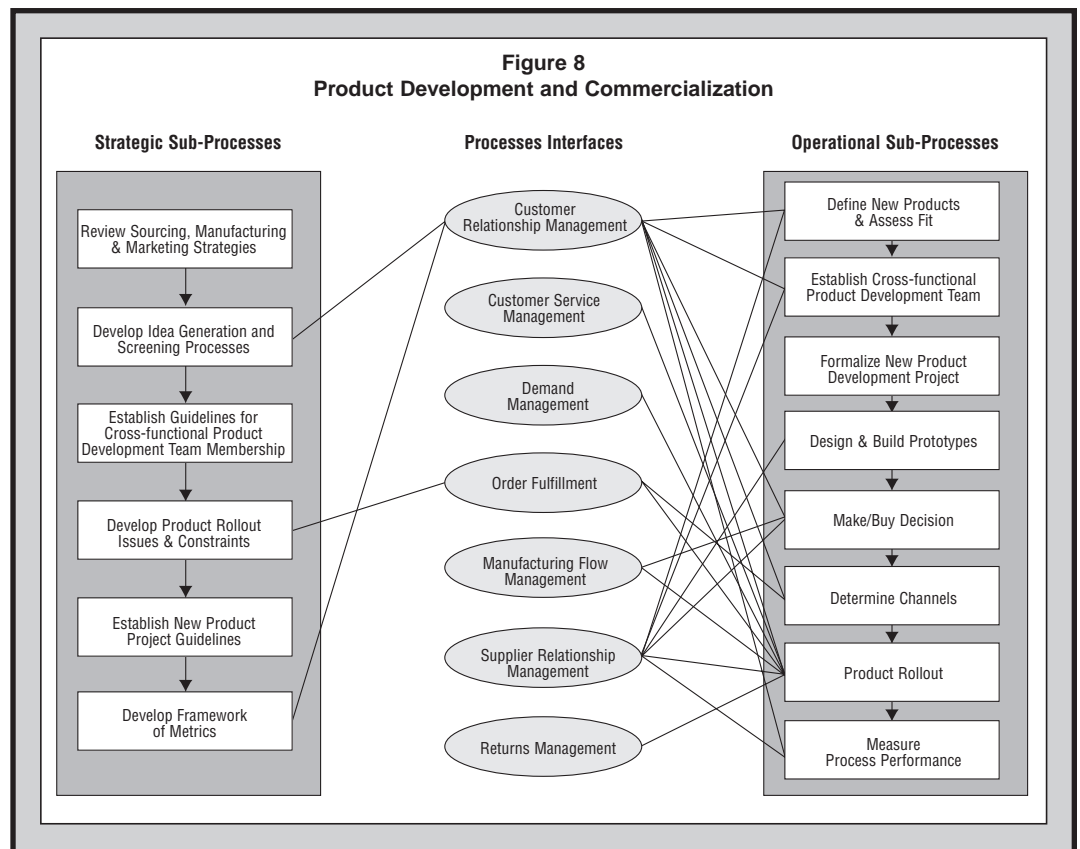 Figure 8
Product Development and Commercialization
Strategic Sub-Processes
Review Sourcing, Manufacturing
& Marketing Strategies
Develop Idea Generation and
Screening Processes
Establish Guidelines for
Cross-functional Product
Development Team Membership
Develop Product Rollout
Issues & Constraints
Establish New Product
Project Guidelines
Develop Framework
of Metrics
Processes Interfaces
Customer
Relationship Management
Customer Service
Management
Demand
Management
Order Fulfillment
Manufacturing Flow
Management
Supplier Relationship
Management
Returns Management
Operational Sub-Processes
Define New Products
& Assess Fit
Establish Cross-functional
Product Development Team
Formalize New Product
Development Project
Design & Build Prototypes
Make/Buy Decision
Determine Channels
Product Rollout
Measure
Process Performance